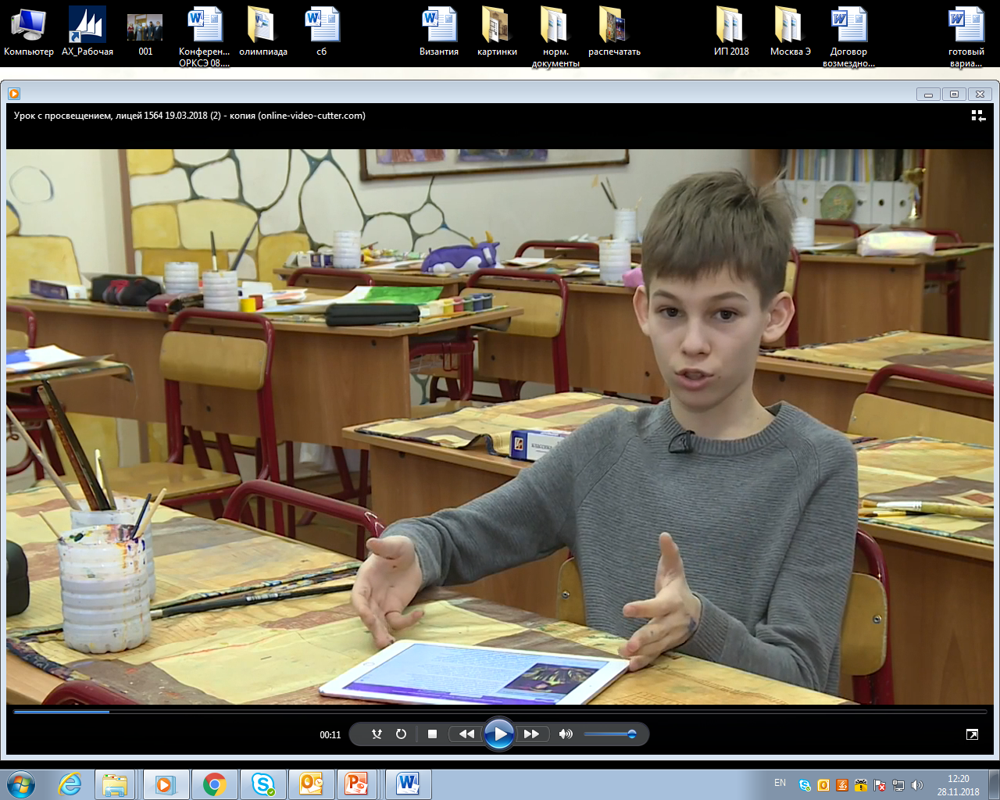 Компьютер
АХ_Рабочая
001
Конферен...
ОРКСЭ 08....
олимпиада
сб
Византия
картинки
норм.
документы
распечатать
ИП 2018
Москва Э
Договор
возмездно...
готовый
вариа...
Урок с просвещением, лицей 1564 19.03.2018 (2) - копия (online-video-cutter.com)
00:11
EN
12:20
28.11.2018